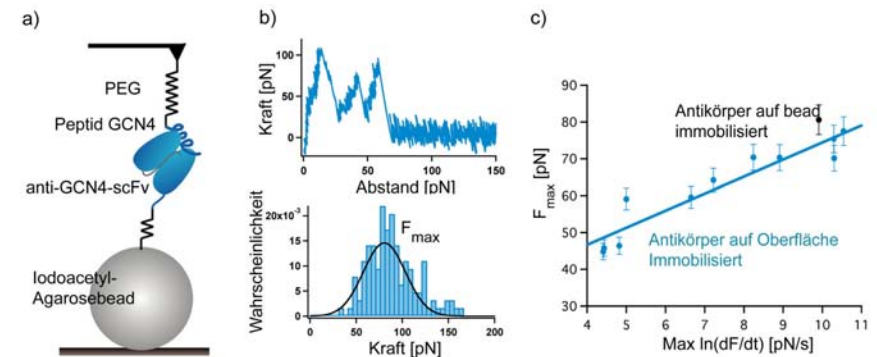 a)
PEG
Peptid GCN4
anti-GCN4-scFv
Iodoacetyl-
Agarosebead
b)
Kraft [pN]
100
50
0
0
50
100
150
Abstand [pN]
Wahrscheinlichkeit
20x10⁻³
15
10
5
0
F max
0
50
100
150
200
Kraft [pN]
c)
F max [pN]
90
80
70
60
50
40
30
Antikörper auf bead
immobilisiert
Antikörper auf Oberfläche
Immobilisiert
4
5
6
7
8
9
10
11
Max ln(dF/dt) [pN/s]